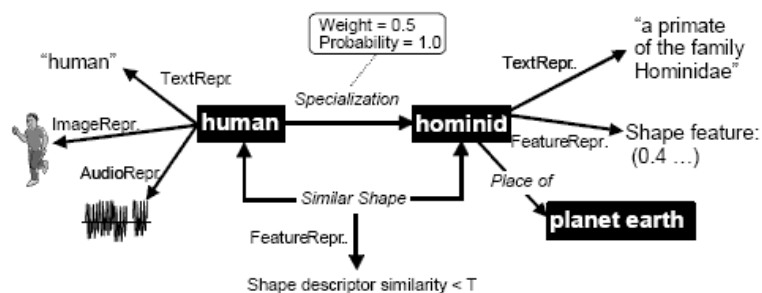 Weight = 0.5
Probability = 1.0
“human”
TextRepr.
“a primate
of the family
Hominidae”
TextRepr..
Specialization
ImageRepr.
human
hominid
FeatureRepr.
Shape feature:
(0.4 ...)
AudioRepr.
Similar Shape
Place of
planet earth
FeatureRepr..
Shape descriptor similarity < T